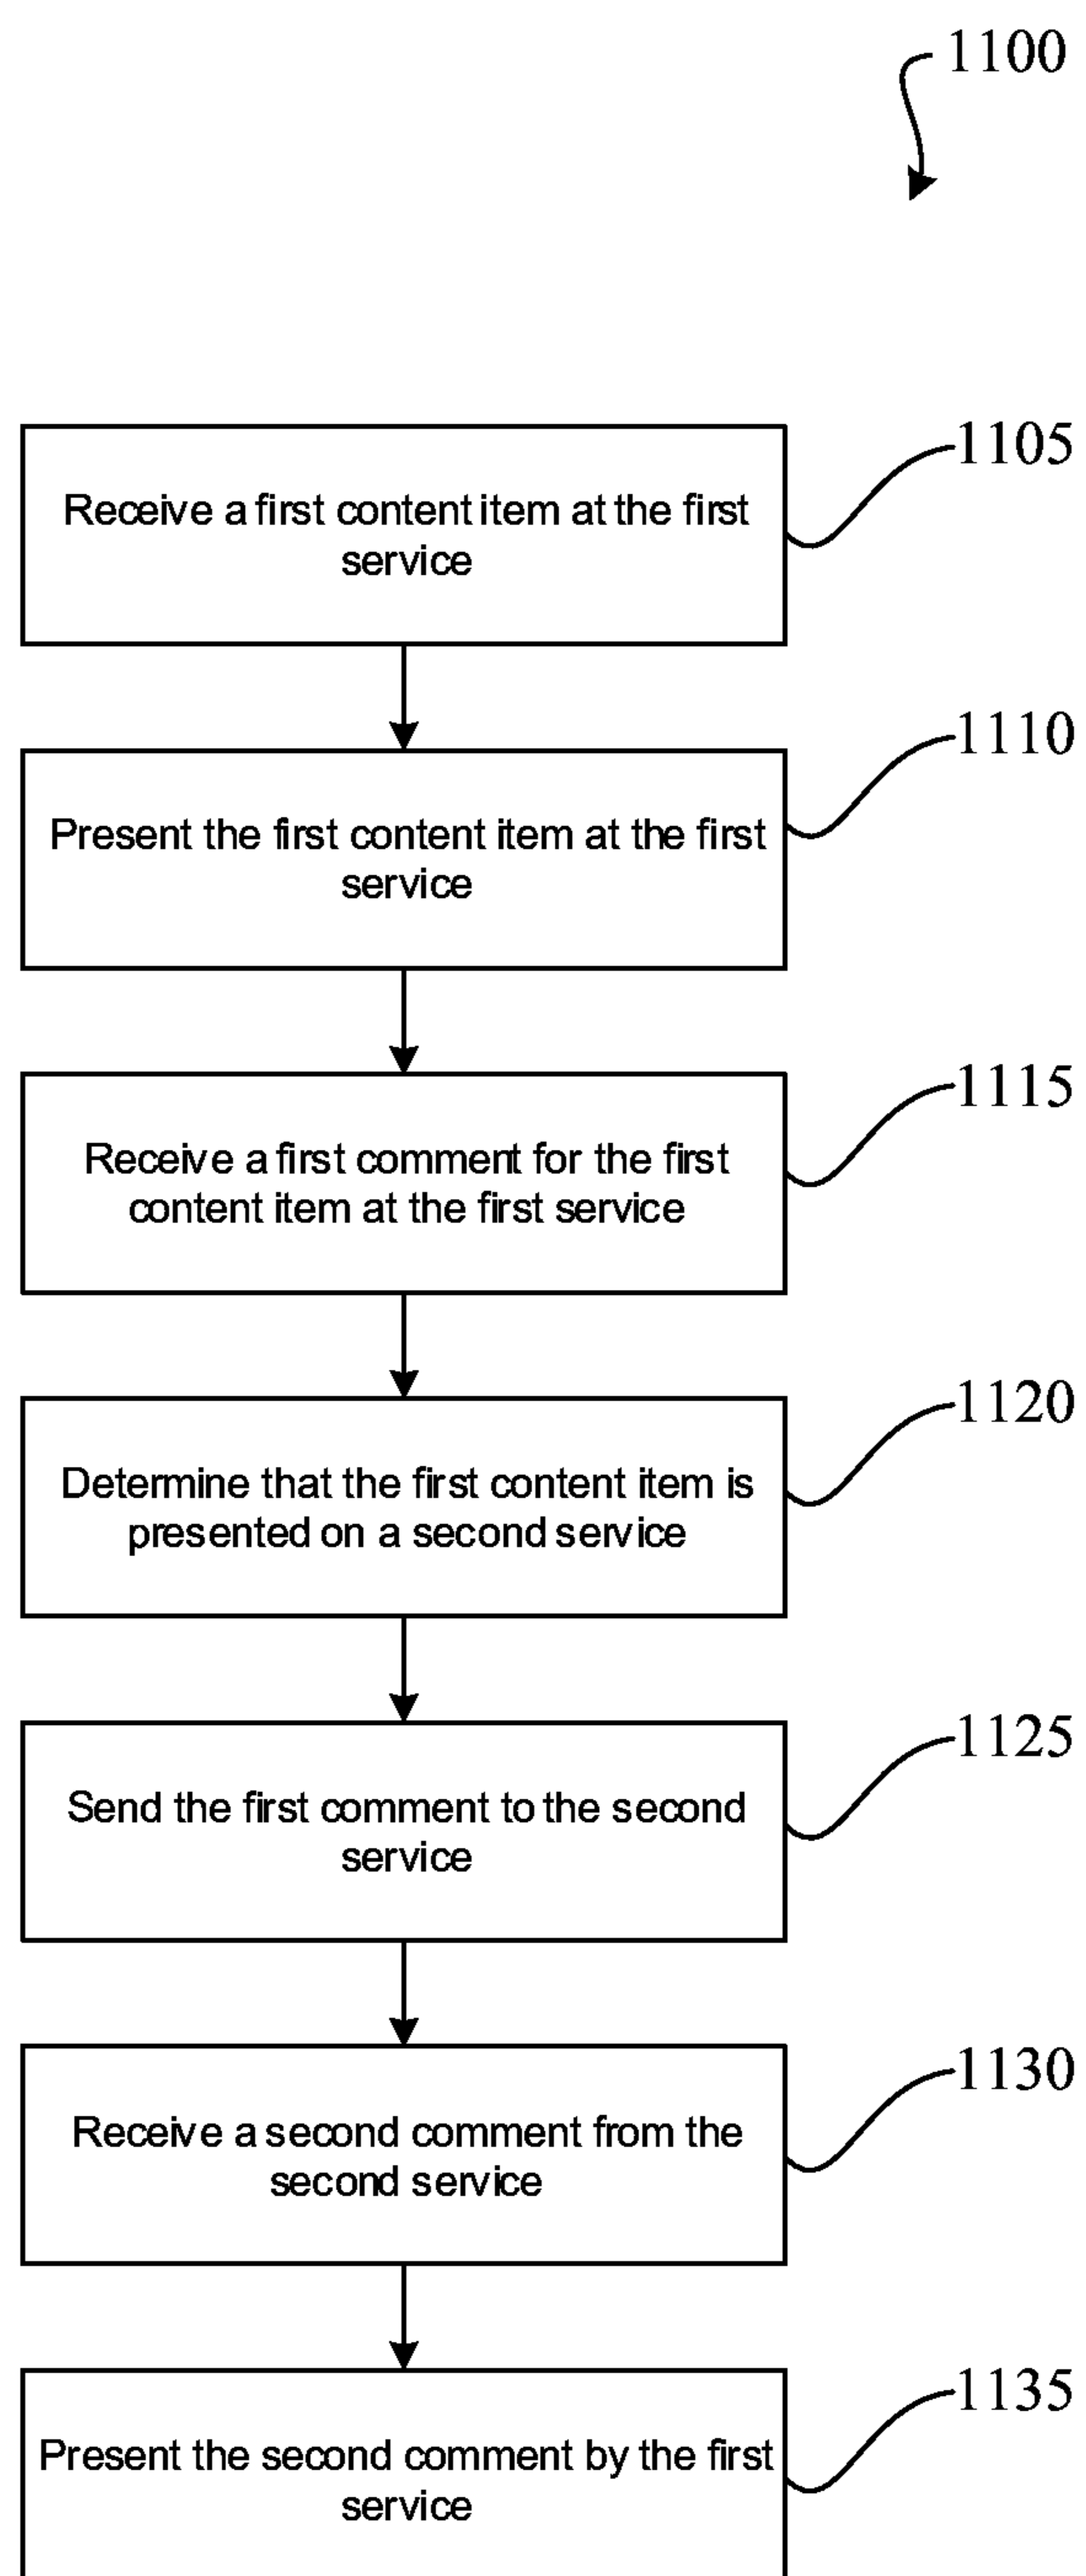 1100
Receive a first content item at the first
service
1105
Present the first content item at the first
service
1110
Receive a first comment for the first
content item at the first service
1115
Determine that the first content item is
presented on a second service
1120
Send the first comment to the second
service
1125
Receive a second comment from the
second service
1130
Present the second comment by the first
service
1135